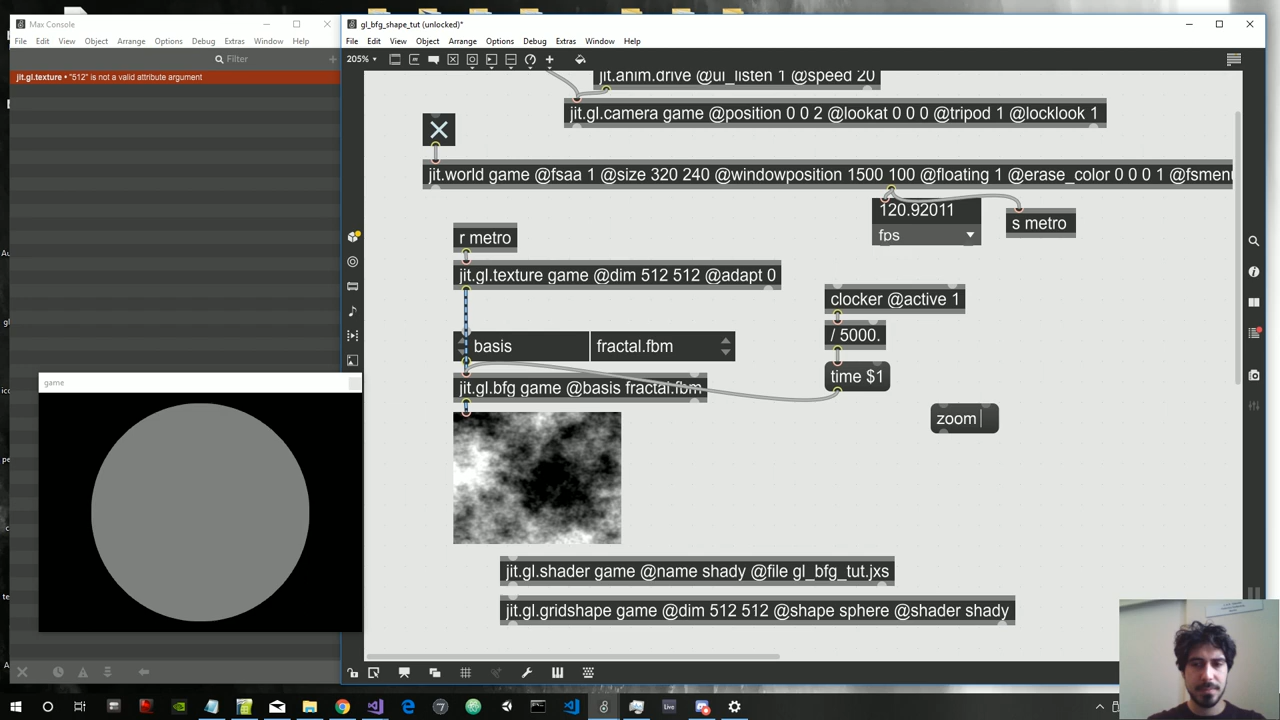 Max Console
File Edit View Object Arrange Options Debug Extras Window Help
Filter
jit.gl.texture • "512" is not a valid attribute argument
gl_bfg_shape_tut (unlocked)*
File Edit View Object Arrange Options Debug Extras Window Help
205%
jit.anim.drive @ui_listen 1 @speed 20
jit.gl.camera game @position 0 0 2 @lookat 0 0 0 @tripod 1 @locklook 1
jit.world game @fsaa 1 @size 320 240 @windowposition 1500 100 @floating 1 @erase_color 0 0 0 1 @fsmenu
120.92011
fps
s metro
r metro
jit.gl.texture game @dim 512 512 @adapt 0
clocker @active 1
/ 5000.
basis
fractal.fbm
time $1
jit.gl.bfg game @basis fractal.fbm
zoom
jit.gl.shader game @name shady @file gl_bfg_tut.jxs
jit.gl.gridshape game @dim 512 512 @shape sphere @shader shady
game
Live